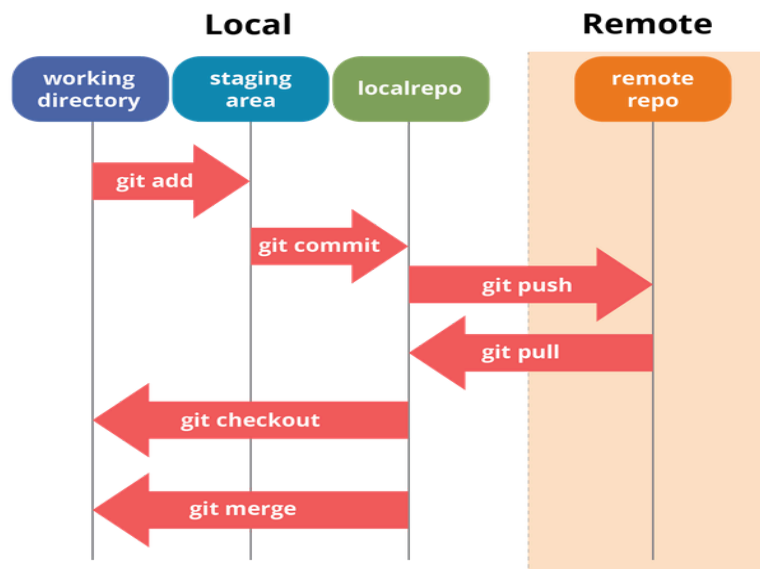 Local
Remote
working
directory
staging
area
localrepo
remote
repo
git add
git commit
git push
git pull
git checkout
git merge